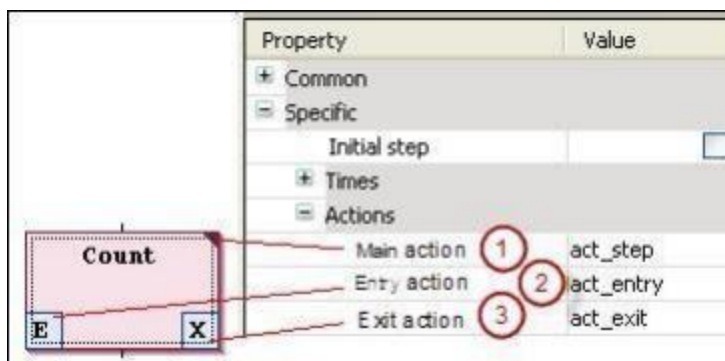 Property Value
Common
Specific
Initial step
Times
Actions
Count
Main action 1 act_step
Entry action 2 act_entry
E X Exit action 3 act_exit